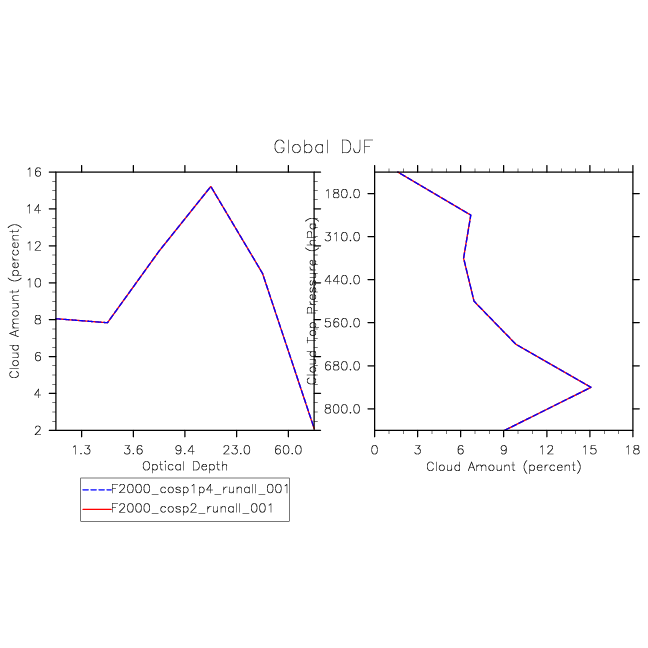 Global DJF
16
14
12
10
8
6
4
2
Cloud Amount (percent)
1.3 3.6 9.4 23.0 60.0
Optical Depth
Cloud Top Pressure (hPa)
180.0
310.0
440.0
560.0
680.0
800.0
0 3 6 9 12 15 18
Cloud Amount (percent)
F2000_cosp1p4_runall_001
F2000_cosp2_runall_001